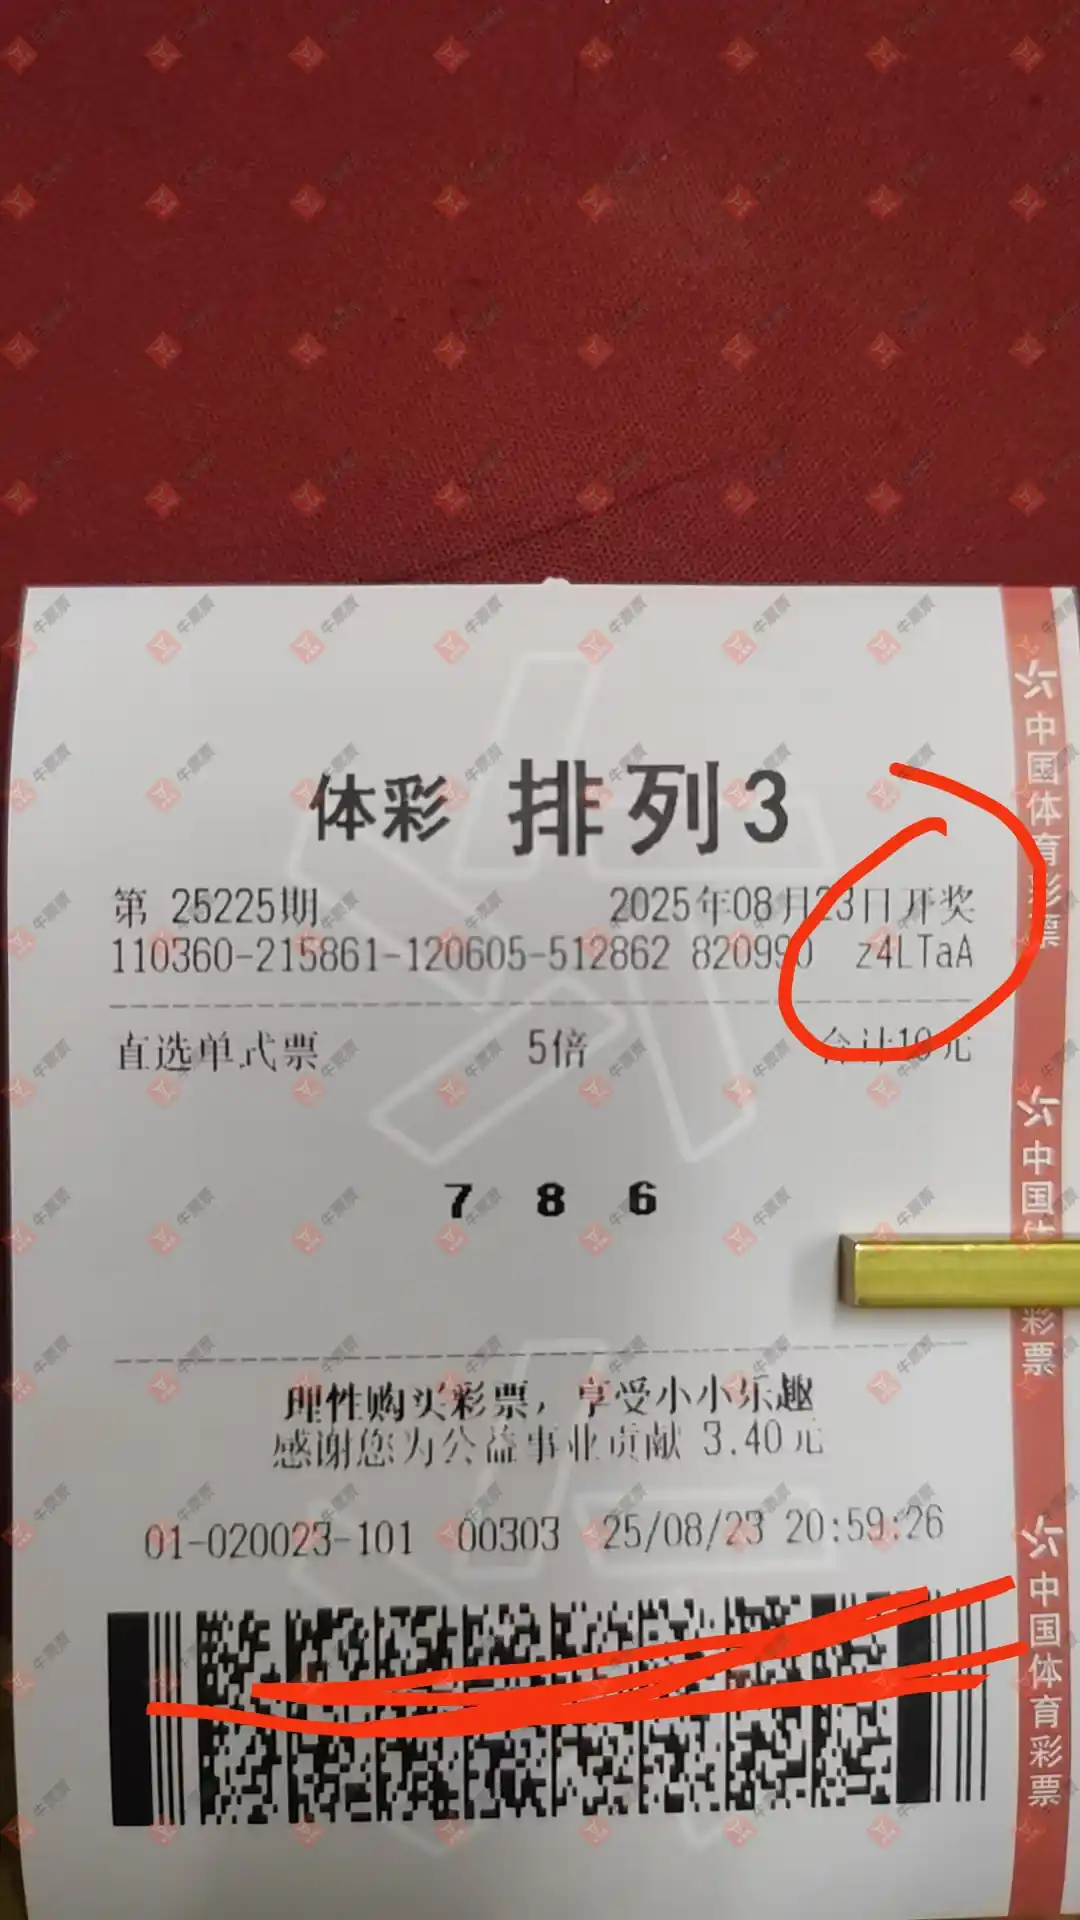 体彩 排列3
第 25225期 2025年08月23日开奖
110360-215861-120605-512862 820990 z4LTaA
直选单式票 5倍 合计10元
7 8 6
理性购买彩票，享受小小乐趣
感谢您为公益事业贡献 3.40元
01-020023-101 00303 25/08/23 20:59:26
中国体育彩票
中国体 彩票
中国体育彩票
牛票票